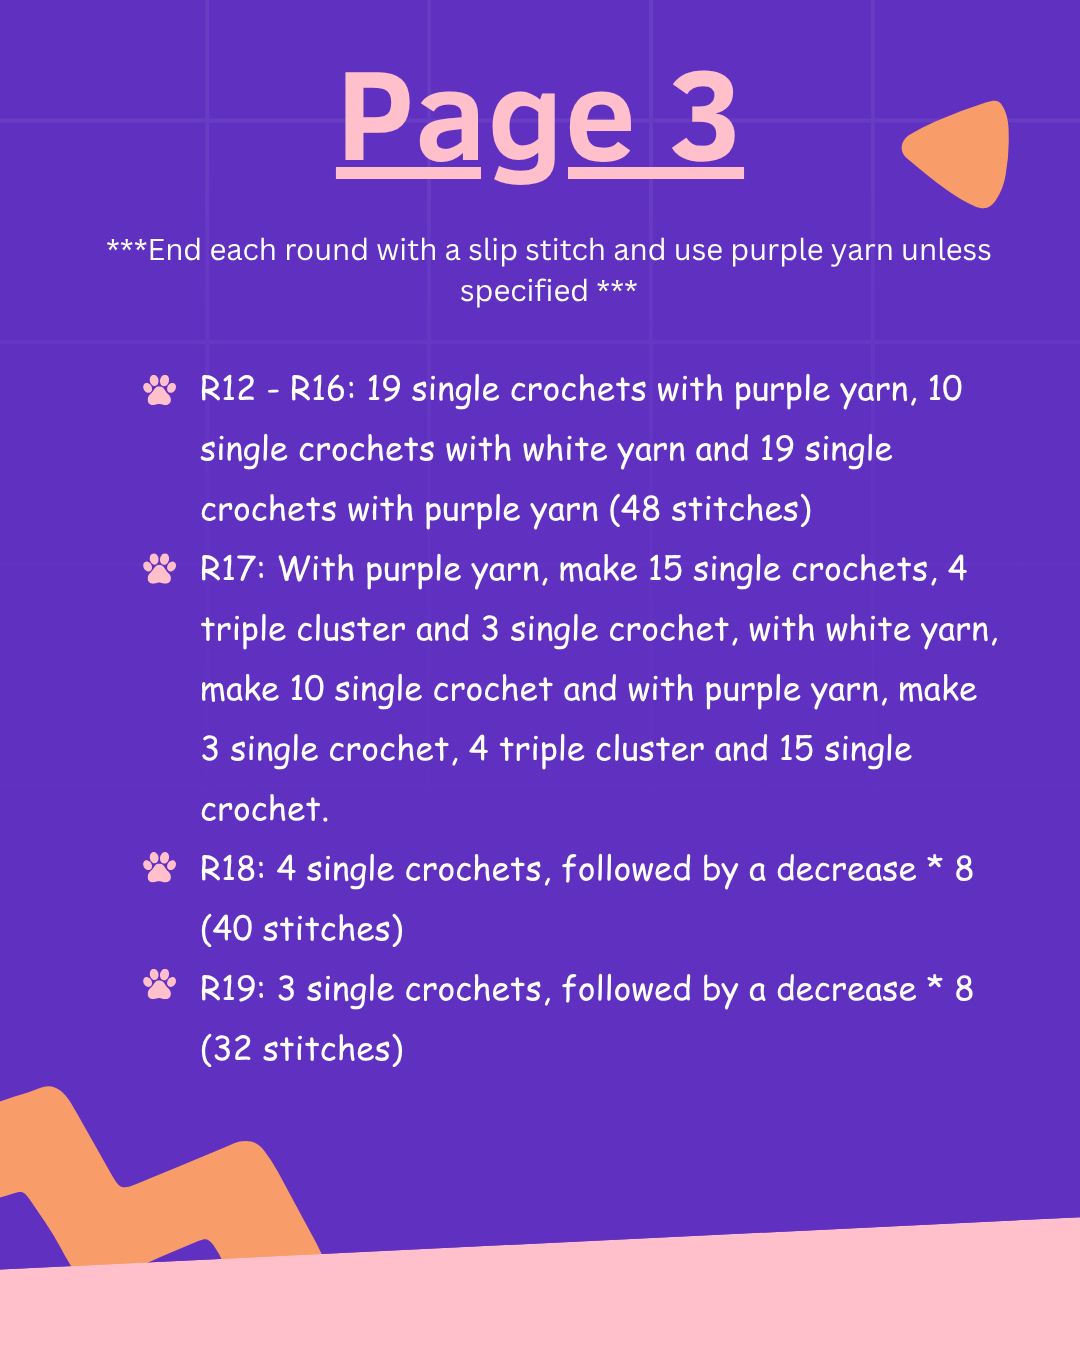 Page 3
***End each round with a slip stitch and use purple yarn unless
specified ***
R12 - R16: 19 single crochets with purple yarn, 10
single crochets with white yarn and 19 single
crochets with purple yarn (48 stitches)
R17: With purple yarn, make 15 single crochets, 4
triple cluster and 3 single crochet, with white yarn,
make 10 single crochet and with purple yarn, make
3 single crochet, 4 triple cluster and 15 single
crochet.
R18: 4 single crochets, followed by a decrease * 8
(40 stitches)
R19: 3 single crochets, followed by a decrease * 8
(32 stitches)